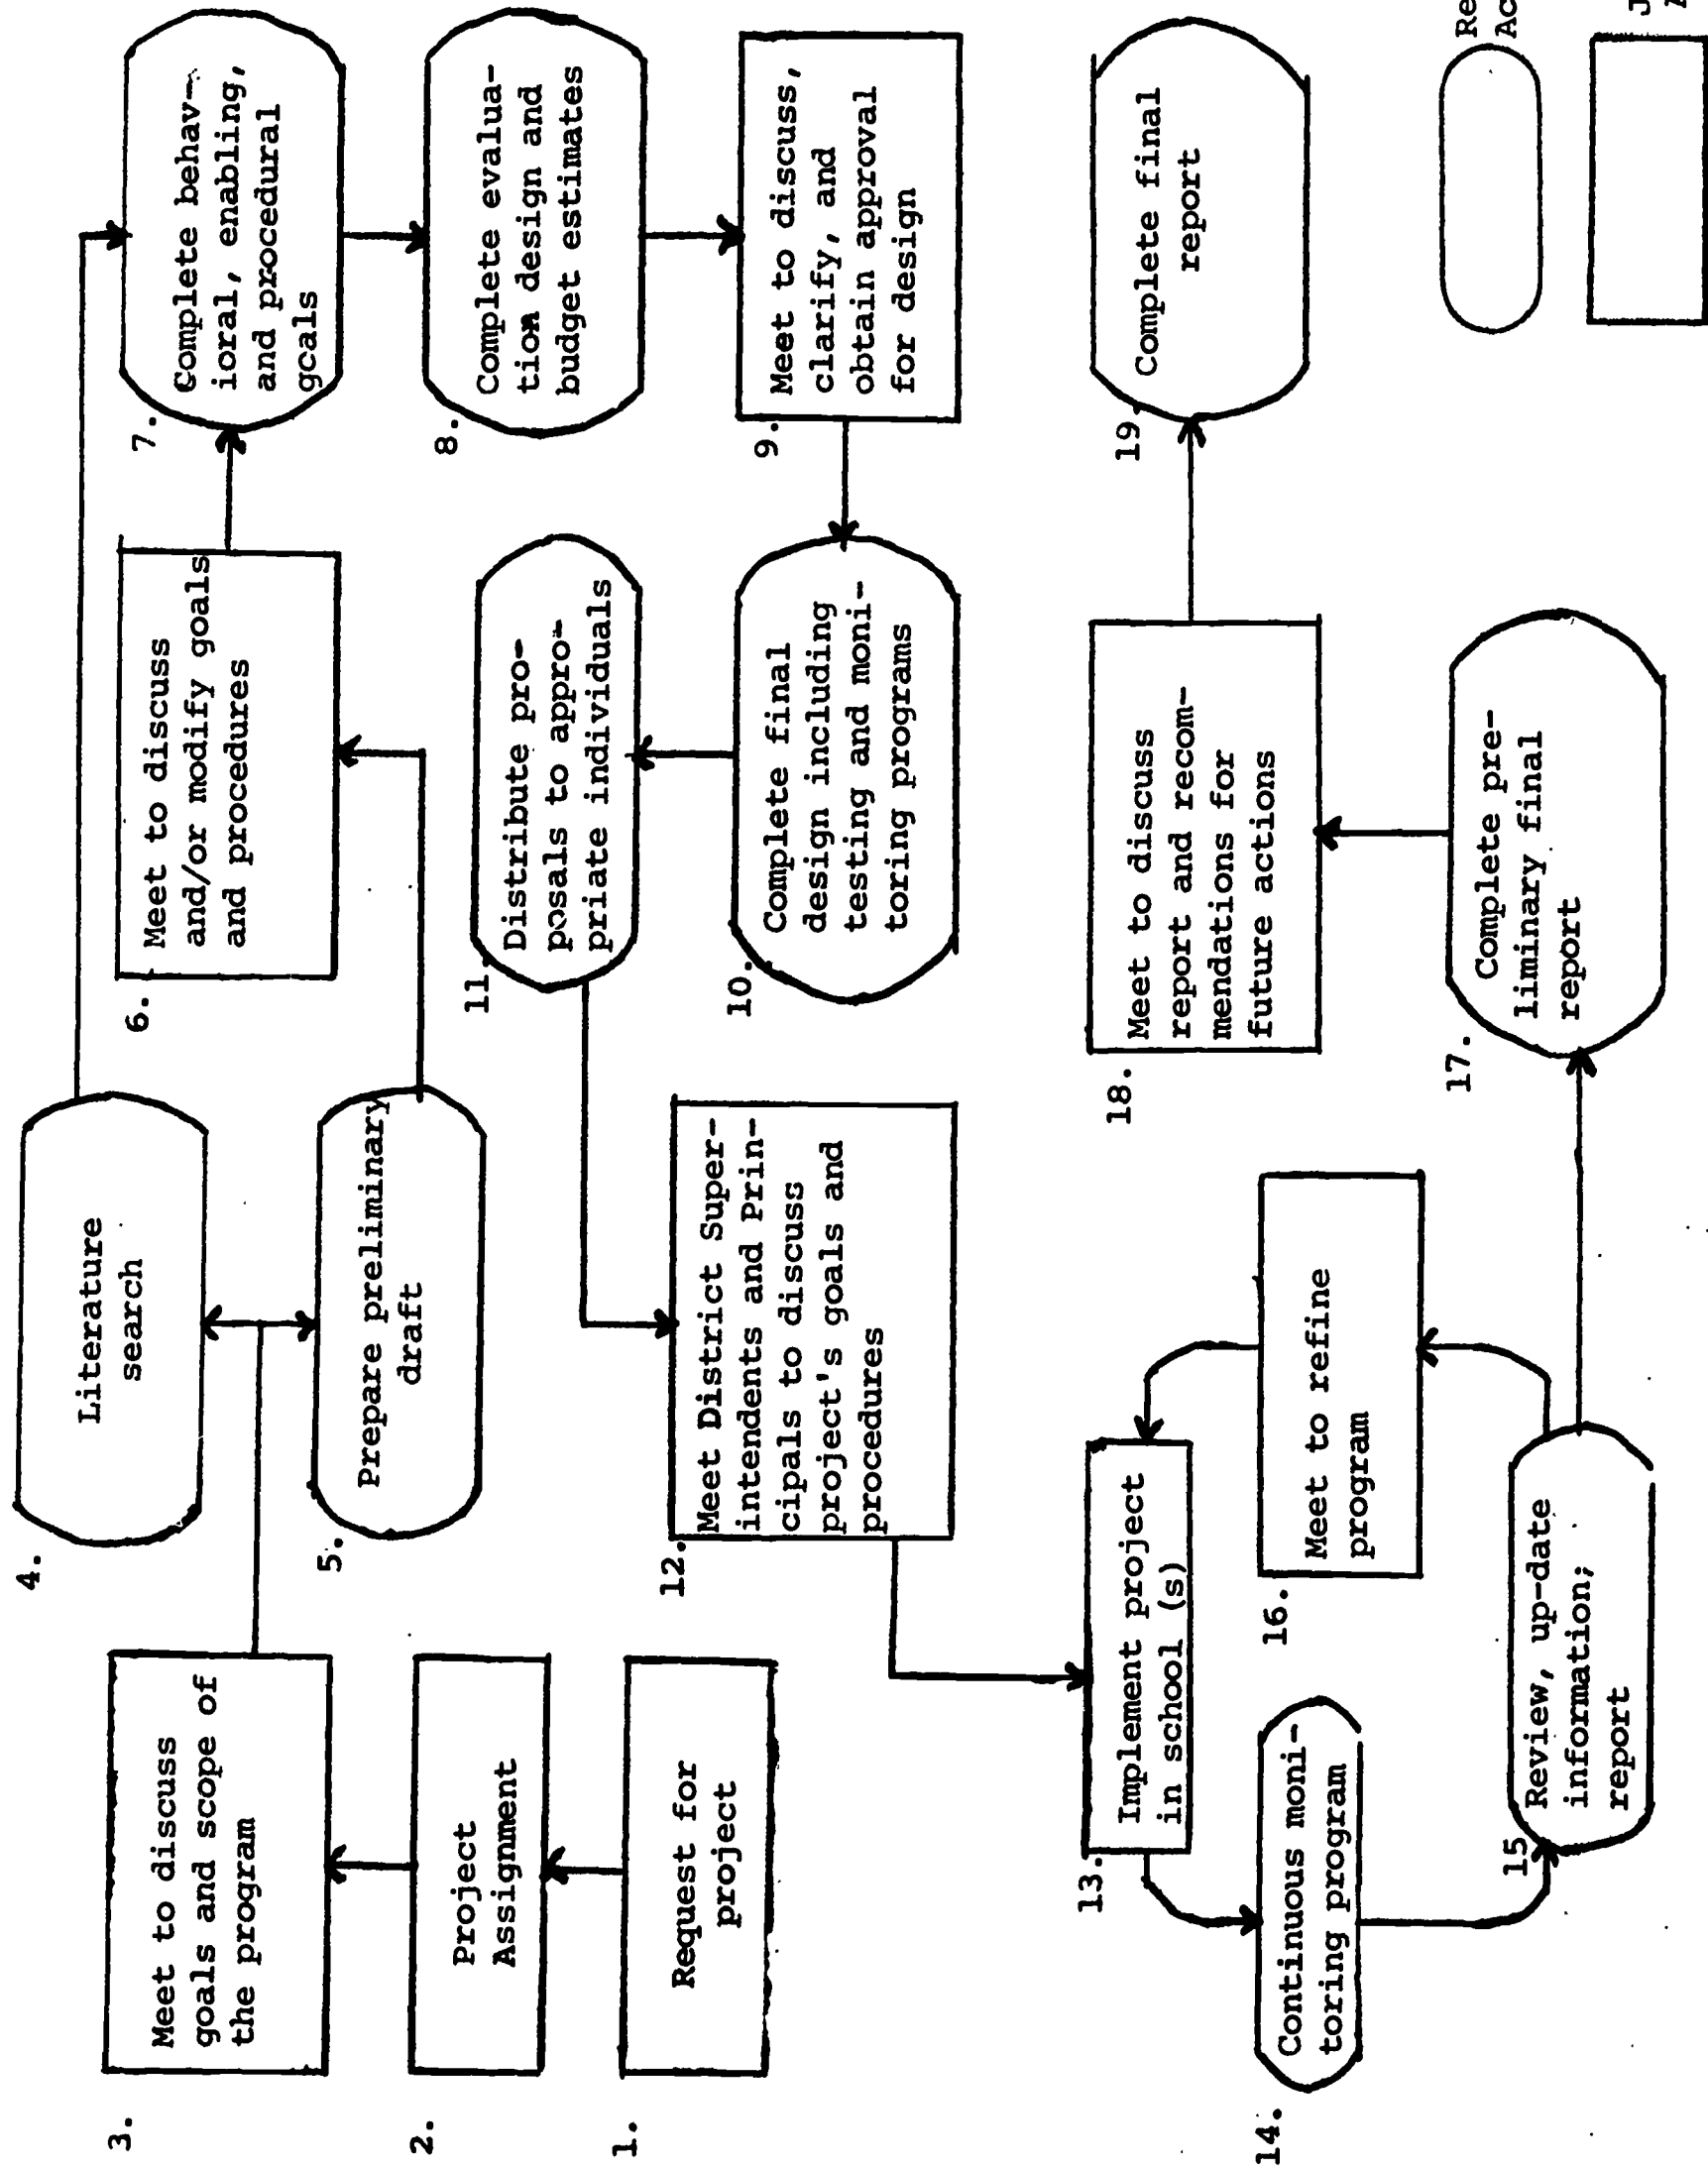 1.
Request for
project
2.
Project
Assignment
3.
Meet to discuss
goals and scope of
the program
4.
Literature
search
5.
Prepare preliminary
draft
6.
Meet to discuss
and/or modify goals
and procedures
7.
Complete behav-
ioral, enabling,
and procedural
gcals
8.
Complete evalua-
tion design and
budget estimates
9.
Meet to discuss,
clarify, and
obtain approval
for design
10.
Complete final
design including
testing and moni-
toring programs
11.
Distribute pro-
posals to appro-
priate individuals
12.
Meet District Super-
intendents and Prin-
cipals to discuss
project's goals and
procedures
13.
Implement project
in school (s)
14.
Continuous moni-
toring program
15
Review, up-date
information;
report
16.
Meet to refine
program
17.
Complete pre-
liminary final
report
18.
Meet to discuss
report and recom-
mendations for
future actions
19.
Complete final
report
Re
Ac
J